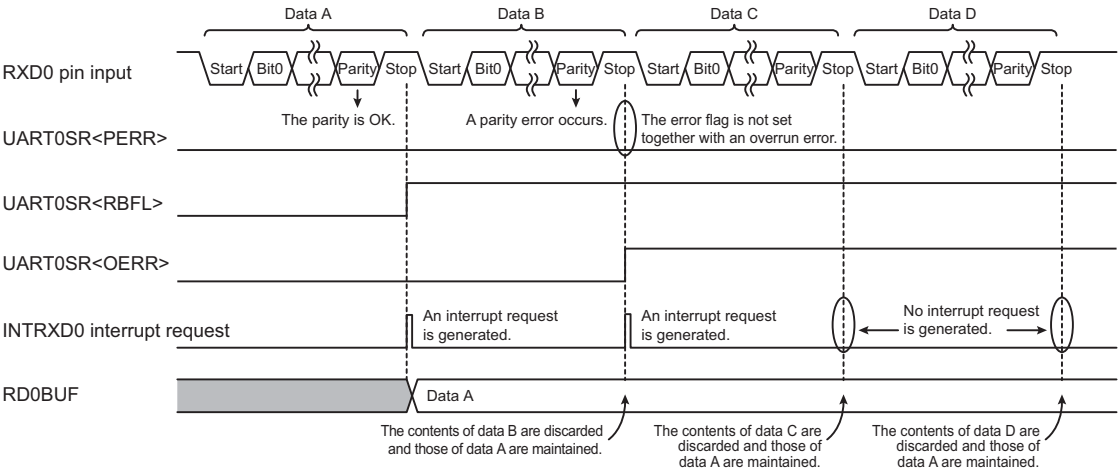 Data A
Data B
Data C
Data D
RXD0 pin input
Start
Bit0
Parity
Stop
Start
Bit0
Parity
Stop
Start
Bit0
Parity
Stop
Start
Bit0
Parity
Stop
The parity is OK.
A parity error occurs.
The error flag is not set
together with an overrun error.
UART0SR<PERR>
UART0SR<RBFL>
UART0SR<OERR>
INTRXD0 interrupt request
An interrupt request
is generated.
An interrupt request
is generated.
No interrupt request
is generated.
RD0BUF
Data A
The contents of data B are discarded
and those of data A are maintained.
The contents of data C are
discarded and those of
data A are maintained.
The contents of data D are
discarded and those of
data A are maintained.